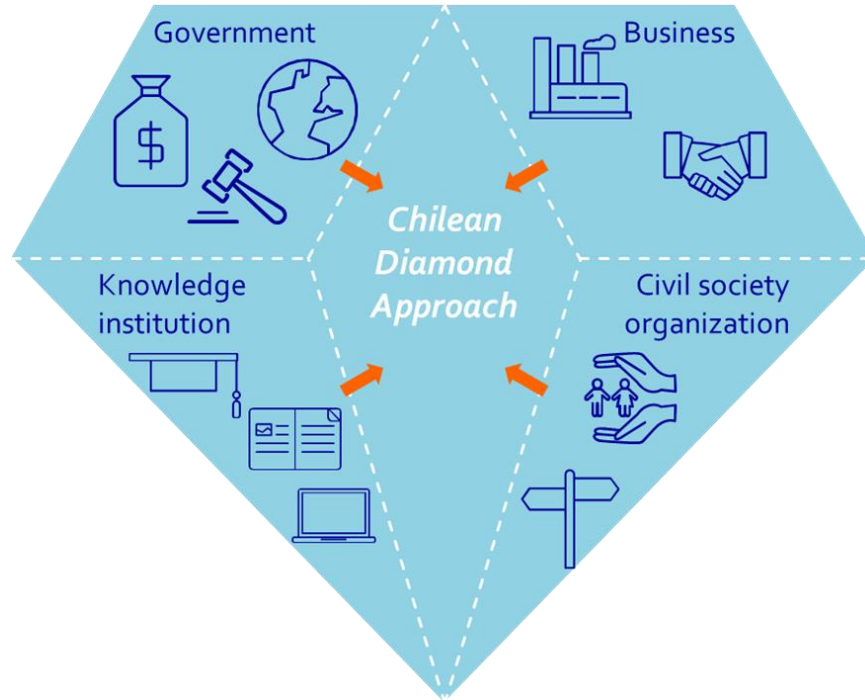 Government
Business
$
Chilean
Diamond
Approach
Knowledge
institution
Civil society
organization